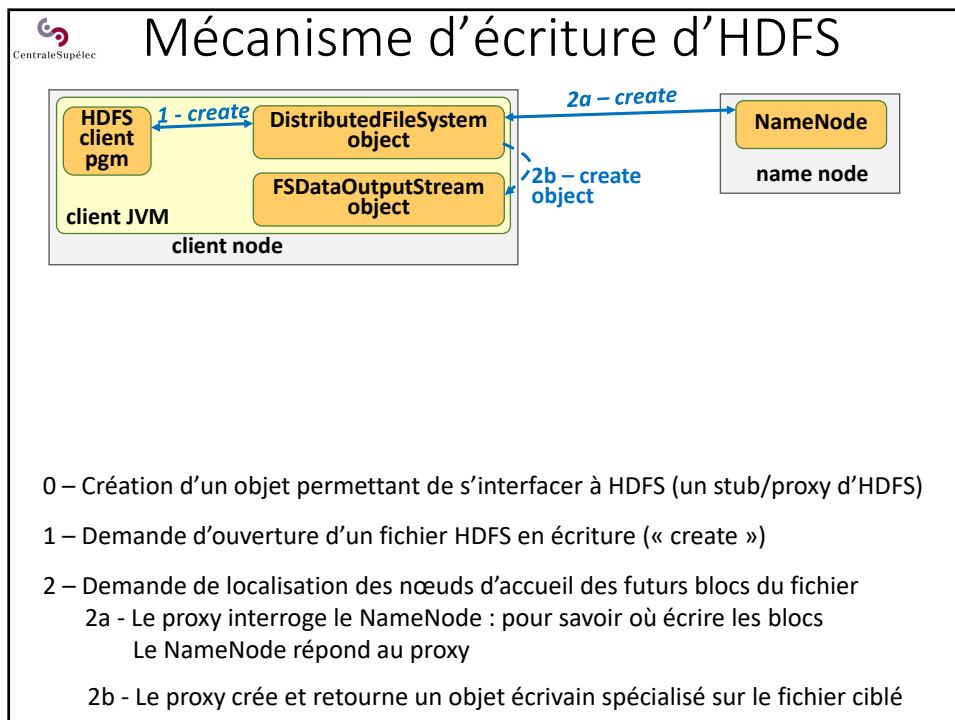 CentraleSupélec
Mécanisme d'écriture d'HDFS
HDFS
client
pgm
1 - create
DistributedFileSystem
object
2a – create
NameNode
name node
2b – create
object
FSDataOutputStream
object
client JVM
client node
0 – Création d'un objet permettant de s'interfacer à HDFS (un stub/proxy d'HDFS)
1 – Demande d'ouverture d'un fichier HDFS en écriture (« create »)
2 – Demande de localisation des nœuds d'accueil des futurs blocs du fichier
2a - Le proxy interroge le NameNode : pour savoir où écrire les blocs
Le NameNode répond au proxy
2b - Le proxy crée et retourne un objet écrivain spécialisé sur le fichier ciblé